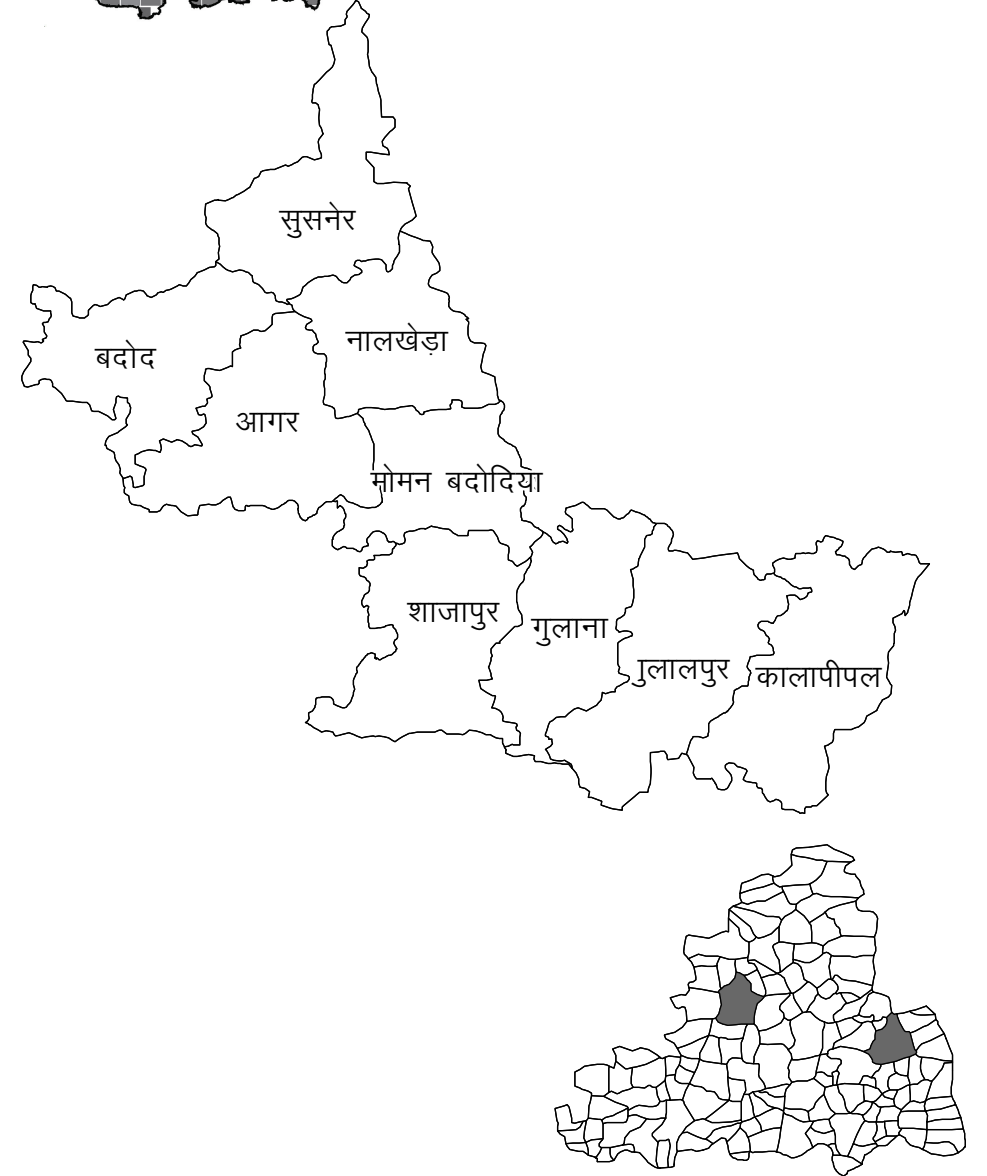 सुसनेर
नालखेड़ा
बदोद
आगर
मोमन बदोदिया
शाजापुर
गुलाना
ुलालपुर
कालापीपल